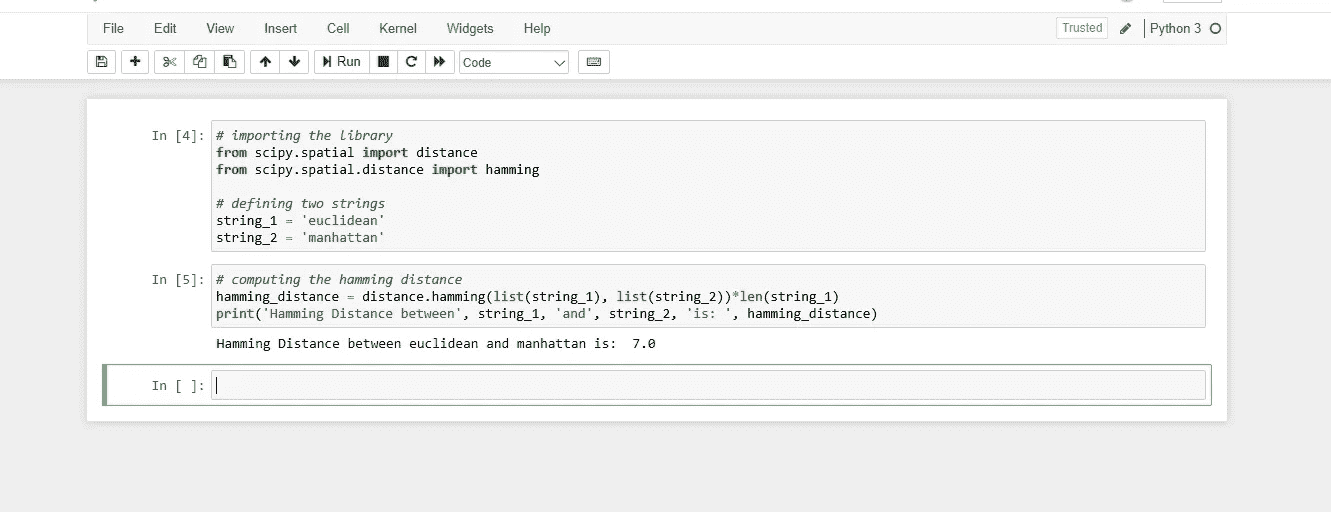 File Edit View Insert Cell Kernel Widgets Help Trusted Python 3
Run Code
In [4]: # importing the library
from scipy.spatial import distance
from scipy.spatial.distance import hamming
# defining two strings
string_1 = 'euclidean'
string_2 = 'manhattan'
In [5]: # computing the hamming distance
hamming_distance = distance.hamming(list(string_1), list(string_2))*len(string_1)
print('Hamming Distance between', string_1, 'and', string_2, 'is: ', hamming_distance)
Hamming Distance between euclidean and manhattan is:  7.0
In [ ]: